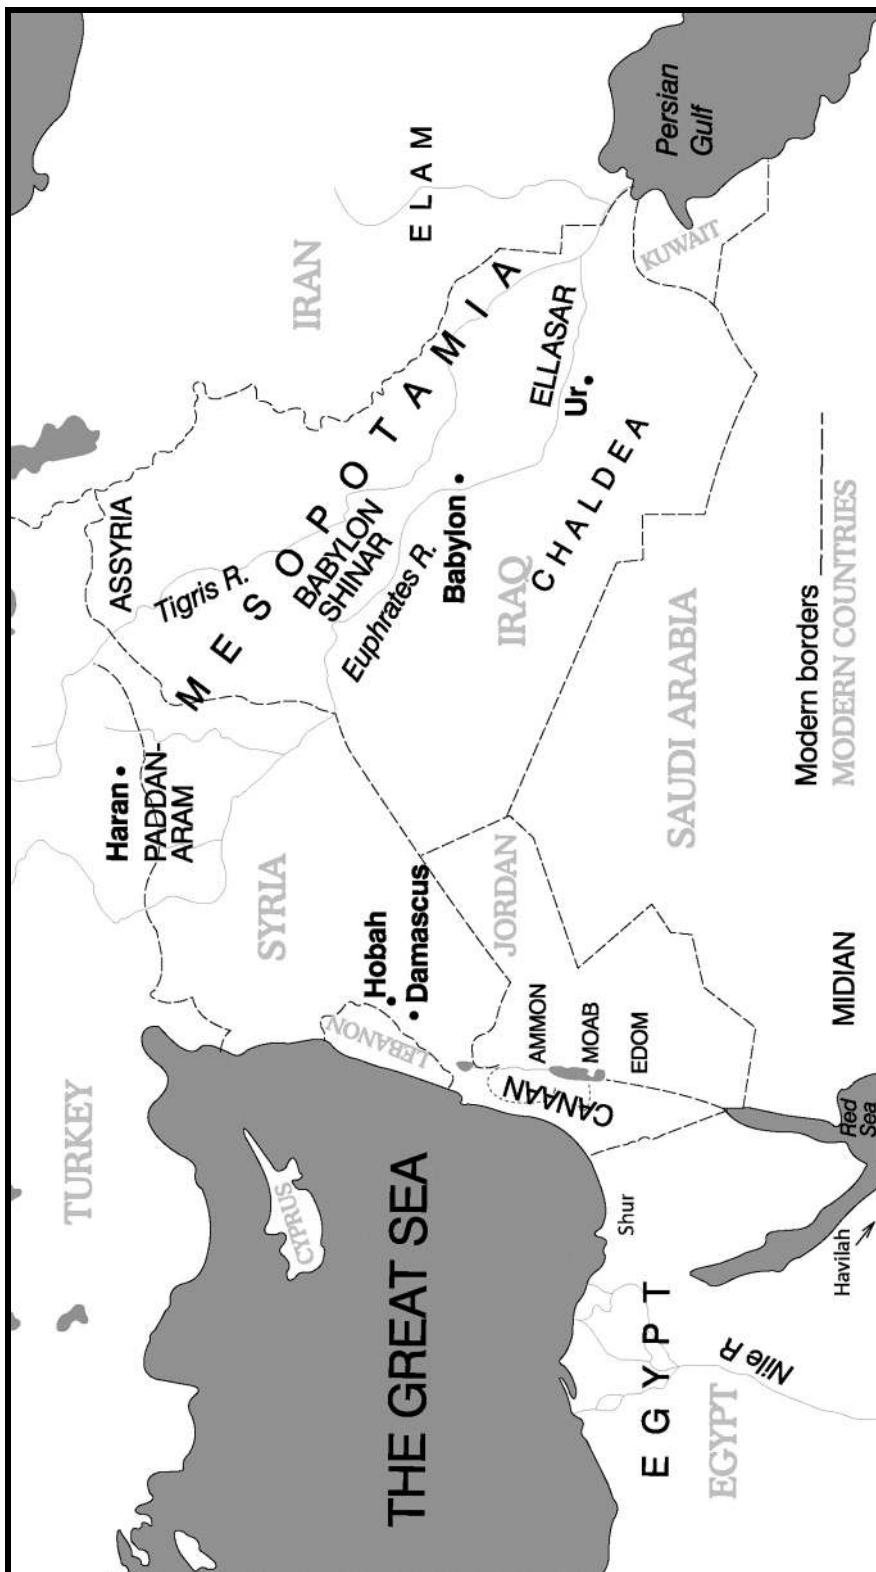 TURKEY
CYPRUS
THE GREAT SEA
Haran
PADDAN-
ARAM
SYRIA
LEBANON
Hobah
Damascus
ASSYRIA
Tigris R.
MESOPOTAMIA
BABYLON
SHINAR
Euphrates R.
Babylon
IRAQ
CHALDEA
ELLASAR
Ur
IRAN
ELAM
Persian
Gulf
KUWAIT
JORDAN
AMMON
MOAB
EDOM
CANAAN
SAUDI ARABIA
MIDIAN
Red
Sea
Shur
Havilah
EGYPT
EGYPT
Nile R
Modern borders
MODERN COUNTRIES